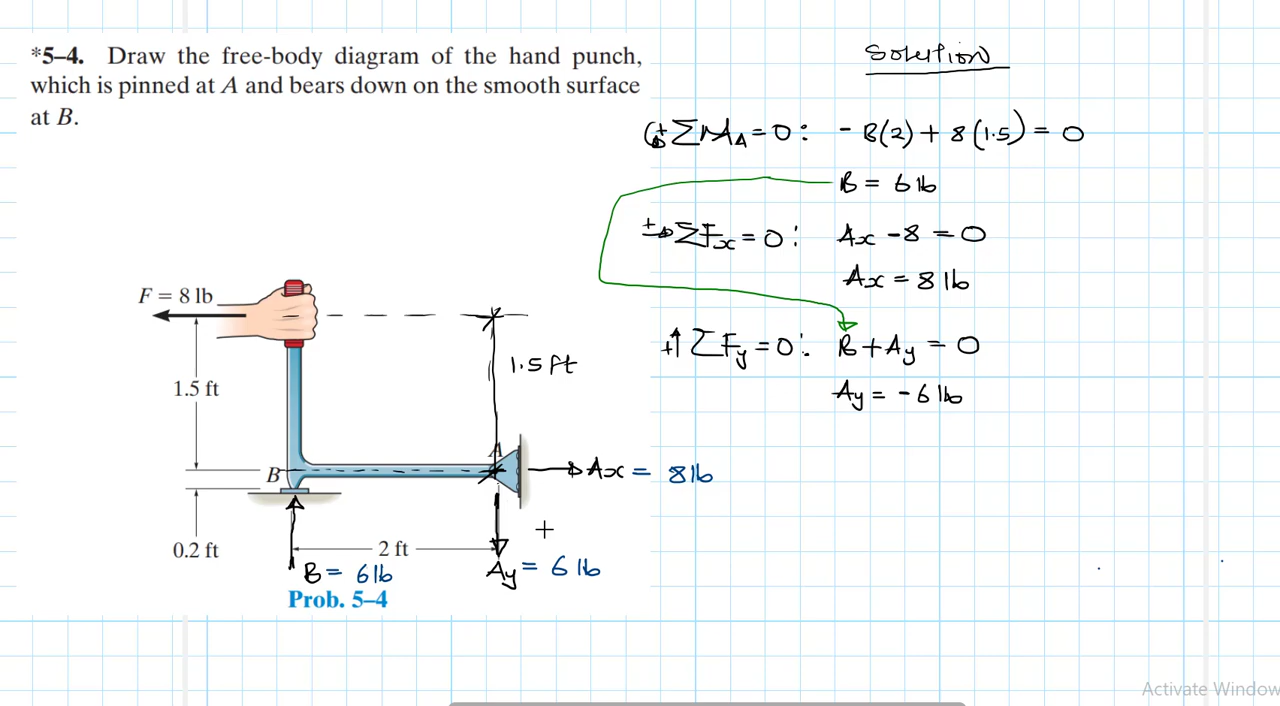 *5–4. Draw the free-body diagram of the hand punch,
which is pinned at A and bears down on the smooth surface
at B.
Solution
+ΣMA = 0: - B(2) + 8(1.5) = 0
B = 6 lb
+→ ΣFx = 0: Ax - 8 = 0
Ax = 8 lb
+↑ ΣFy = 0: B + Ay = 0
Ay = - 6 lb
F = 8 lb
1.5 ft
1.5 ft
A
B
Ax = 8 lb
+
0.2 ft
2 ft
B = 6 lb
Ay = 6 lb
Prob. 5–4
Activate Window